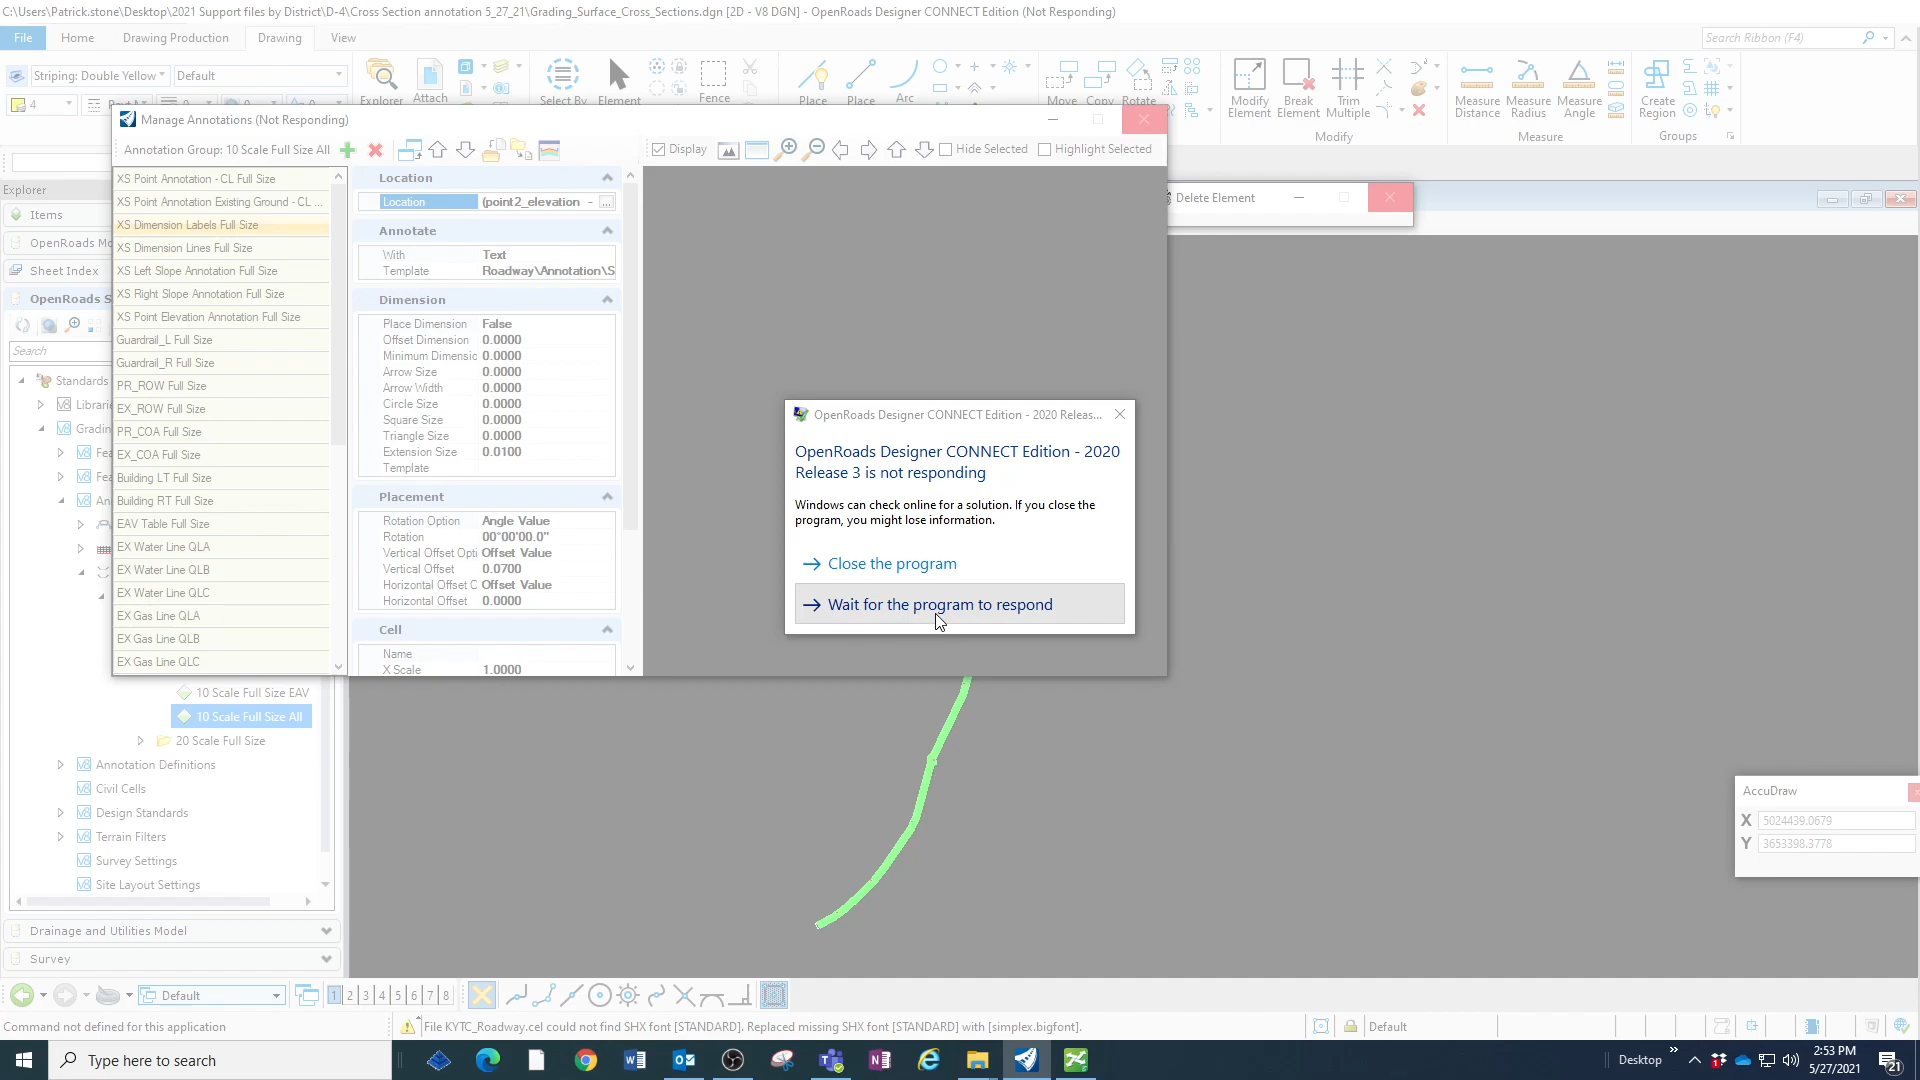 C:\Users\Patrick.stone\Desktop\2021 Support files by District\D-4\Cross Section annotation 5_27_21\Grading_Surface_Cross_Sections.dgn [2D - V8 DGN] - OpenRoads Designer CONNECT Edition (Not Responding)
File Home Drawing Production Drawing View
Search Ribbon (F4)
Striping: Double Yellow Default
4
Explorer Attach Select By Element Fence Place Place Arc Move Copy Rotate
Modify Element
Break Element
Trim Multiple
Modify
Measure Distance
Measure Radius
Measure Angle
Measure
Create Region
Groups
Manage Annotations (Not Responding)
Annotation Group: 10 Scale Full Size All
Display
Hide Selected
Highlight Selected
XS Point Annotation - CL Full Size
XS Point Annotation Existing Ground - CL ...
XS Dimension Labels Full Size
XS Dimension Lines Full Size
XS Left Slope Annotation Full Size
XS Right Slope Annotation Full Size
XS Point Elevation Annotation Full Size
Guardrail_L Full Size
Guardrail_R Full Size
PR_ROW Full Size
EX_ROW Full Size
PR_COA Full Size
EX_COA Full Size
Building LT Full Size
Building RT Full Size
EAV Table Full Size
EX Water Line QLA
EX Water Line QLB
EX Water Line QLC
EX Gas Line QLA
EX Gas Line QLB
EX Gas Line QLC
Location
Location (point2_elevation - ...
Annotate
With Text
Template Roadway\Annotation\S
Dimension
Place Dimension False
Offset Dimension 0.0000
Minimum Dimensic 0.0000
Arrow Size 0.0000
Arrow Width 0.0000
Circle Size 0.0000
Square Size 0.0000
Triangle Size 0.0000
Extension Size 0.0100
Template
Placement
Rotation Option Angle Value
Rotation 00°00'00.0"
Vertical Offset Opti Offset Value
Vertical Offset 0.0700
Horizontal Offset C Offset Value
Horizontal Offset 0.0000
Cell
Name
X Scale 1.0000
Delete Element
OpenRoads Designer CONNECT Edition - 2020 Releas...
OpenRoads Designer CONNECT Edition - 2020
Release 3 is not responding
Windows can check online for a solution. If you close the
program, you might lose information.
Close the program
Wait for the program to respond
Explorer
Items
OpenRoads Mo
Sheet Index
OpenRoads S
Search
Standards
Librari
Gradin
Fea
Fea
An
10 Scale Full Size EAV
10 Scale Full Size All
20 Scale Full Size
Annotation Definitions
Civil Cells
Design Standards
Terrain Filters
Survey Settings
Site Layout Settings
Drainage and Utilities Model
Survey
AccuDraw
X 5024439.0679
Y 3653398.3778
Default
1 2 3 4 5 6 7 8
Command not defined for this application
File KYTC_Roadway.cel could not find SHX font [STANDARD]. Replaced missing SHX font [STANDARD] with [simplex.bigfont].
Default
Type here to search
Desktop
2:53 PM
5/27/2021
21